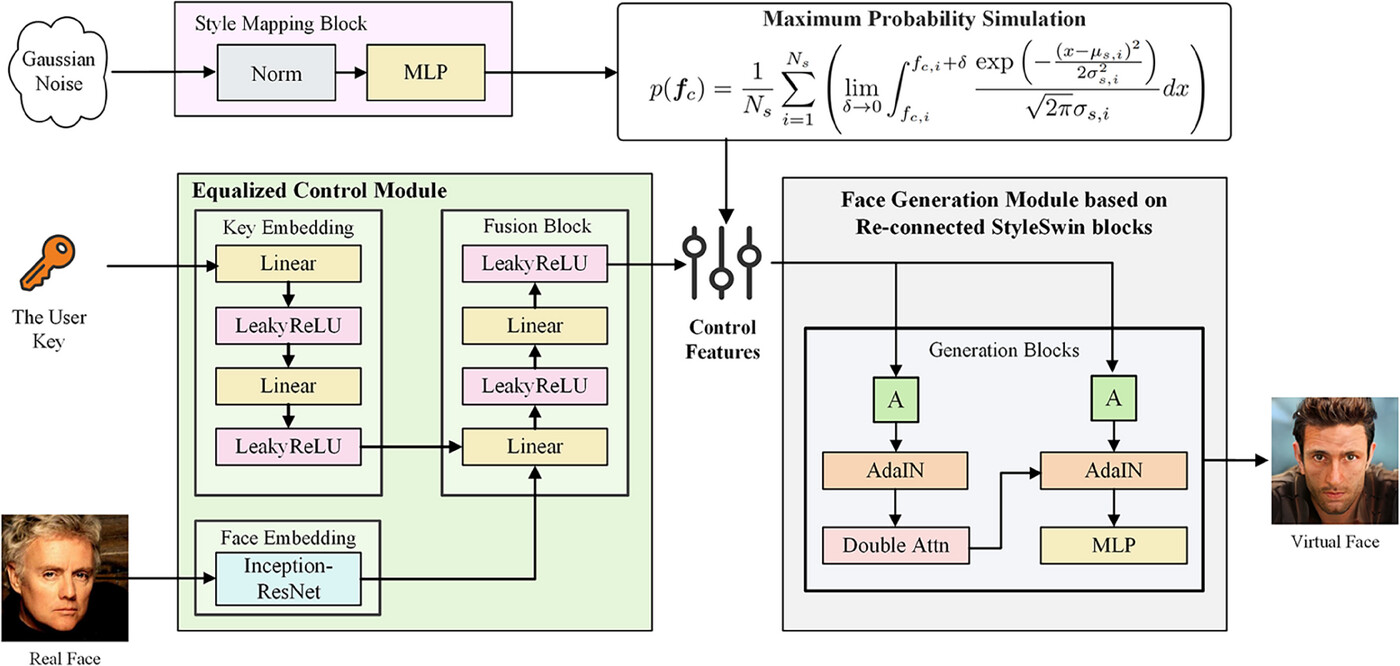 Gaussian
Noise
Style Mapping Block
Norm
MLP
Maximum Probability Simulation
p(f_c) = \frac{1}{N_s} \sum_{i=1}^{N_s} \left( \lim_{\delta \to 0} \int_{f_{c,i}}^{f_{c,i}+\delta} \frac{\exp\left(-\frac{(x-\mu_{s,i})^2}{2\sigma_{s,i}^2}\right)}{\sqrt{2\pi}\sigma_{s,i}} dx \right)
The User
Key
Equalized Control Module
Key Embedding
Linear
LeakyReLU
Linear
LeakyReLU
Fusion Block
LeakyReLU
Linear
LeakyReLU
Linear
Face Embedding
Inception-
ResNet
Real Face
Control
Features
Face Generation Module based on
Re-connected StyleSwin blocks
Generation Blocks
A
A
AdaIN
AdaIN
Double Attn
MLP
Virtual Face